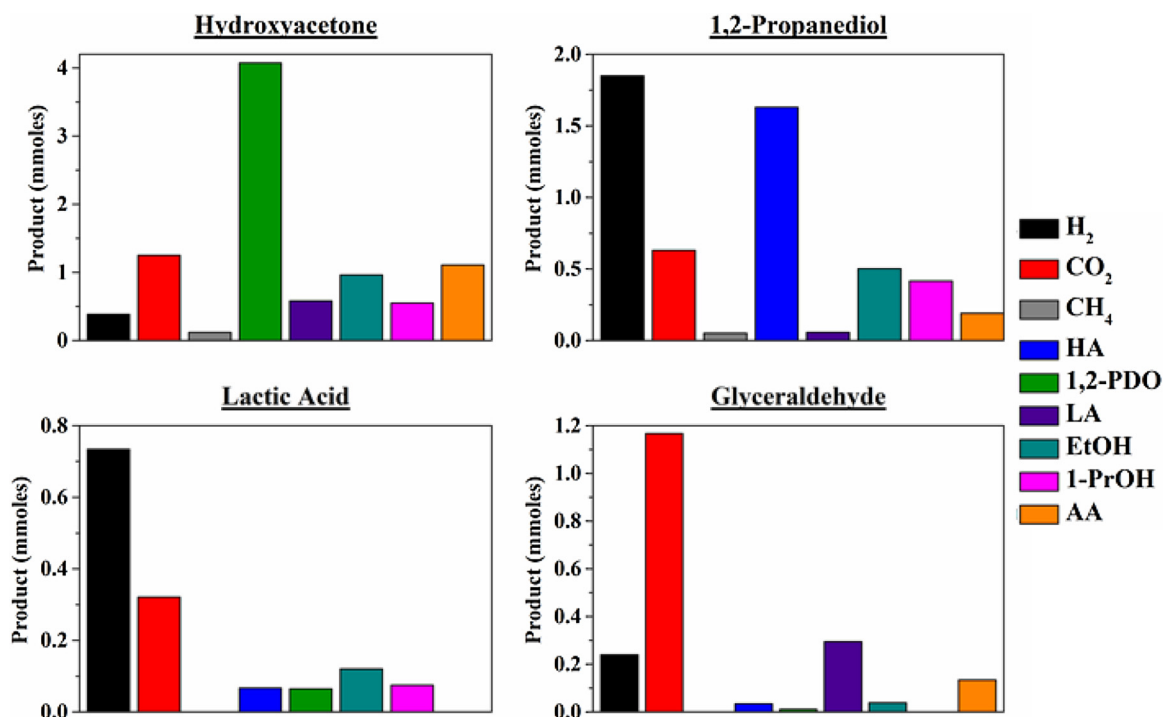 Hydroxyacetone
Product (mmoles)
4
3
2
1
0
1,2-Propanediol
Product (mmoles)
2.0
1.5
1.0
0.5
0.0
Lactic Acid
Product (mmoles)
0.8
0.6
0.4
0.2
0.0
Glyceraldehyde
Product (mmoles)
1.2
1.0
0.8
0.6
0.4
0.2
0.0
H₂
CO₂
CH₄
HA
1,2-PDO
LA
EtOH
1-PrOH
AA